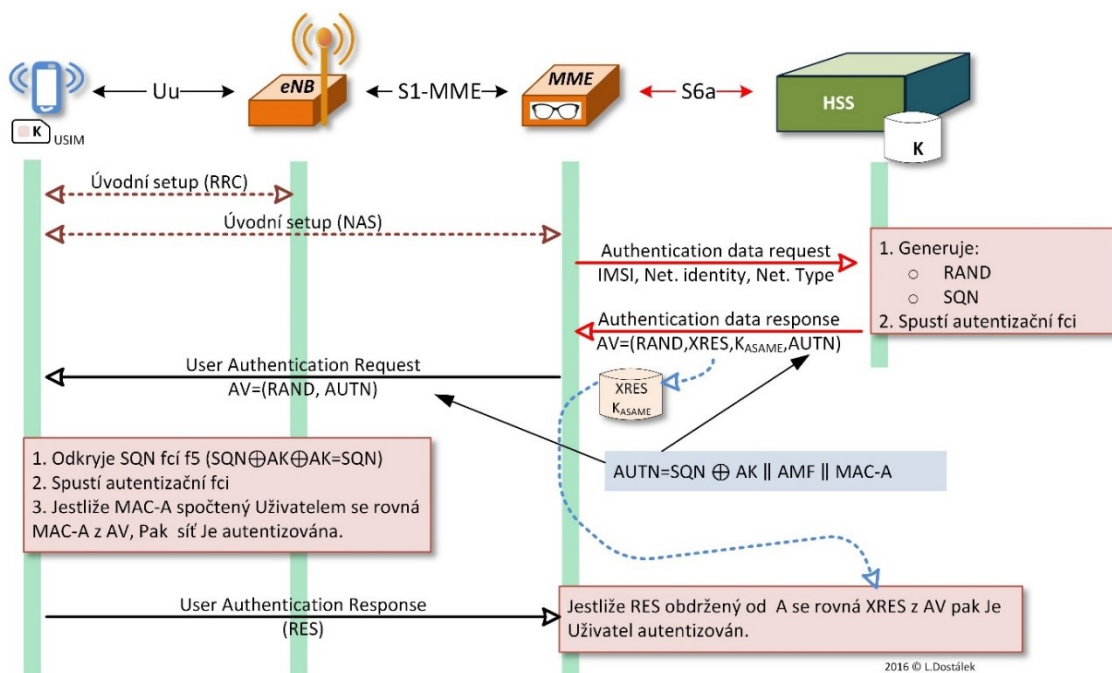 Uu
eNB
S1-MME
MME
S6a
HSS
K
USIM
K
Úvodní setup (RRC)
Úvodní setup (NAS)
Authentication data request
IMSI, Net. identity, Net. Type
1. Generuje:
○ RAND
○ SQN
2. Spustí autentizační fci
Authentication data response
AV=(RAND,XRES,KASAME,AUTN)
User Authentication Request
AV=(RAND, AUTN)
XRES
KASAME
1. Odkryje SQN fcí f5 (SQN⊕AK⊕AK=SQN)
2. Spustí autentizační fci
3. Jestliže MAC-A spočtený Uživatelem se rovná
MAC-A z AV, Pak síť Je autentizována.
AUTN=SQN ⊕ AK ‖ AMF ‖ MAC-A
User Authentication Response
(RES)
Jestliže RES obdržený od A se rovná XRES z AV pak Je
Uživatel autentizován.
2016 © L.Dostálek